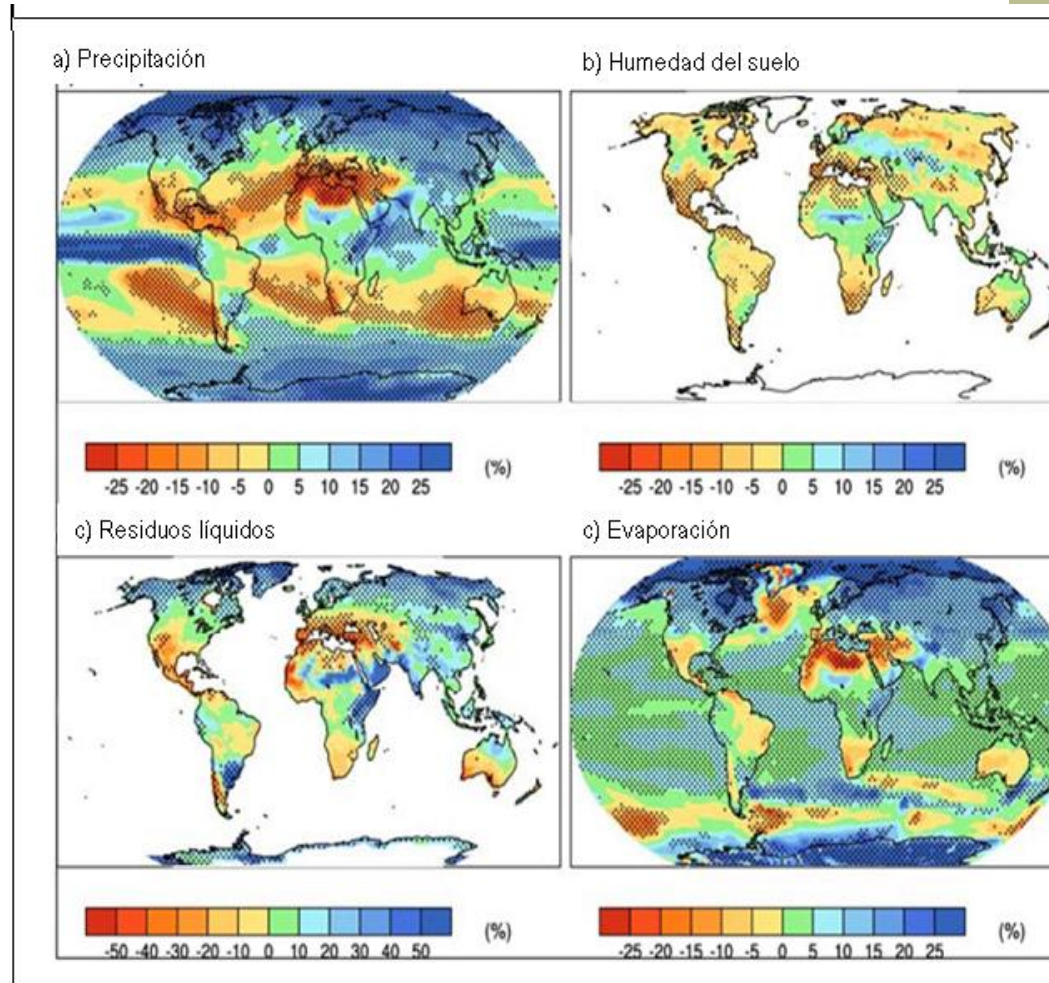 a) Precipitación
b) Humedad del suelo
-25 -20 -15 -10 -5 0 5 10 15 20 25 (%)
-25 -20 -15 -10 -5 0 5 10 15 20 25 (%)
c) Residuos líquidos
c) Evaporación
-50 -40 -30 -20 -10 0 10 20 30 40 50 (%)
-25 -20 -15 -10 -5 0 5 10 15 20 25 (%)